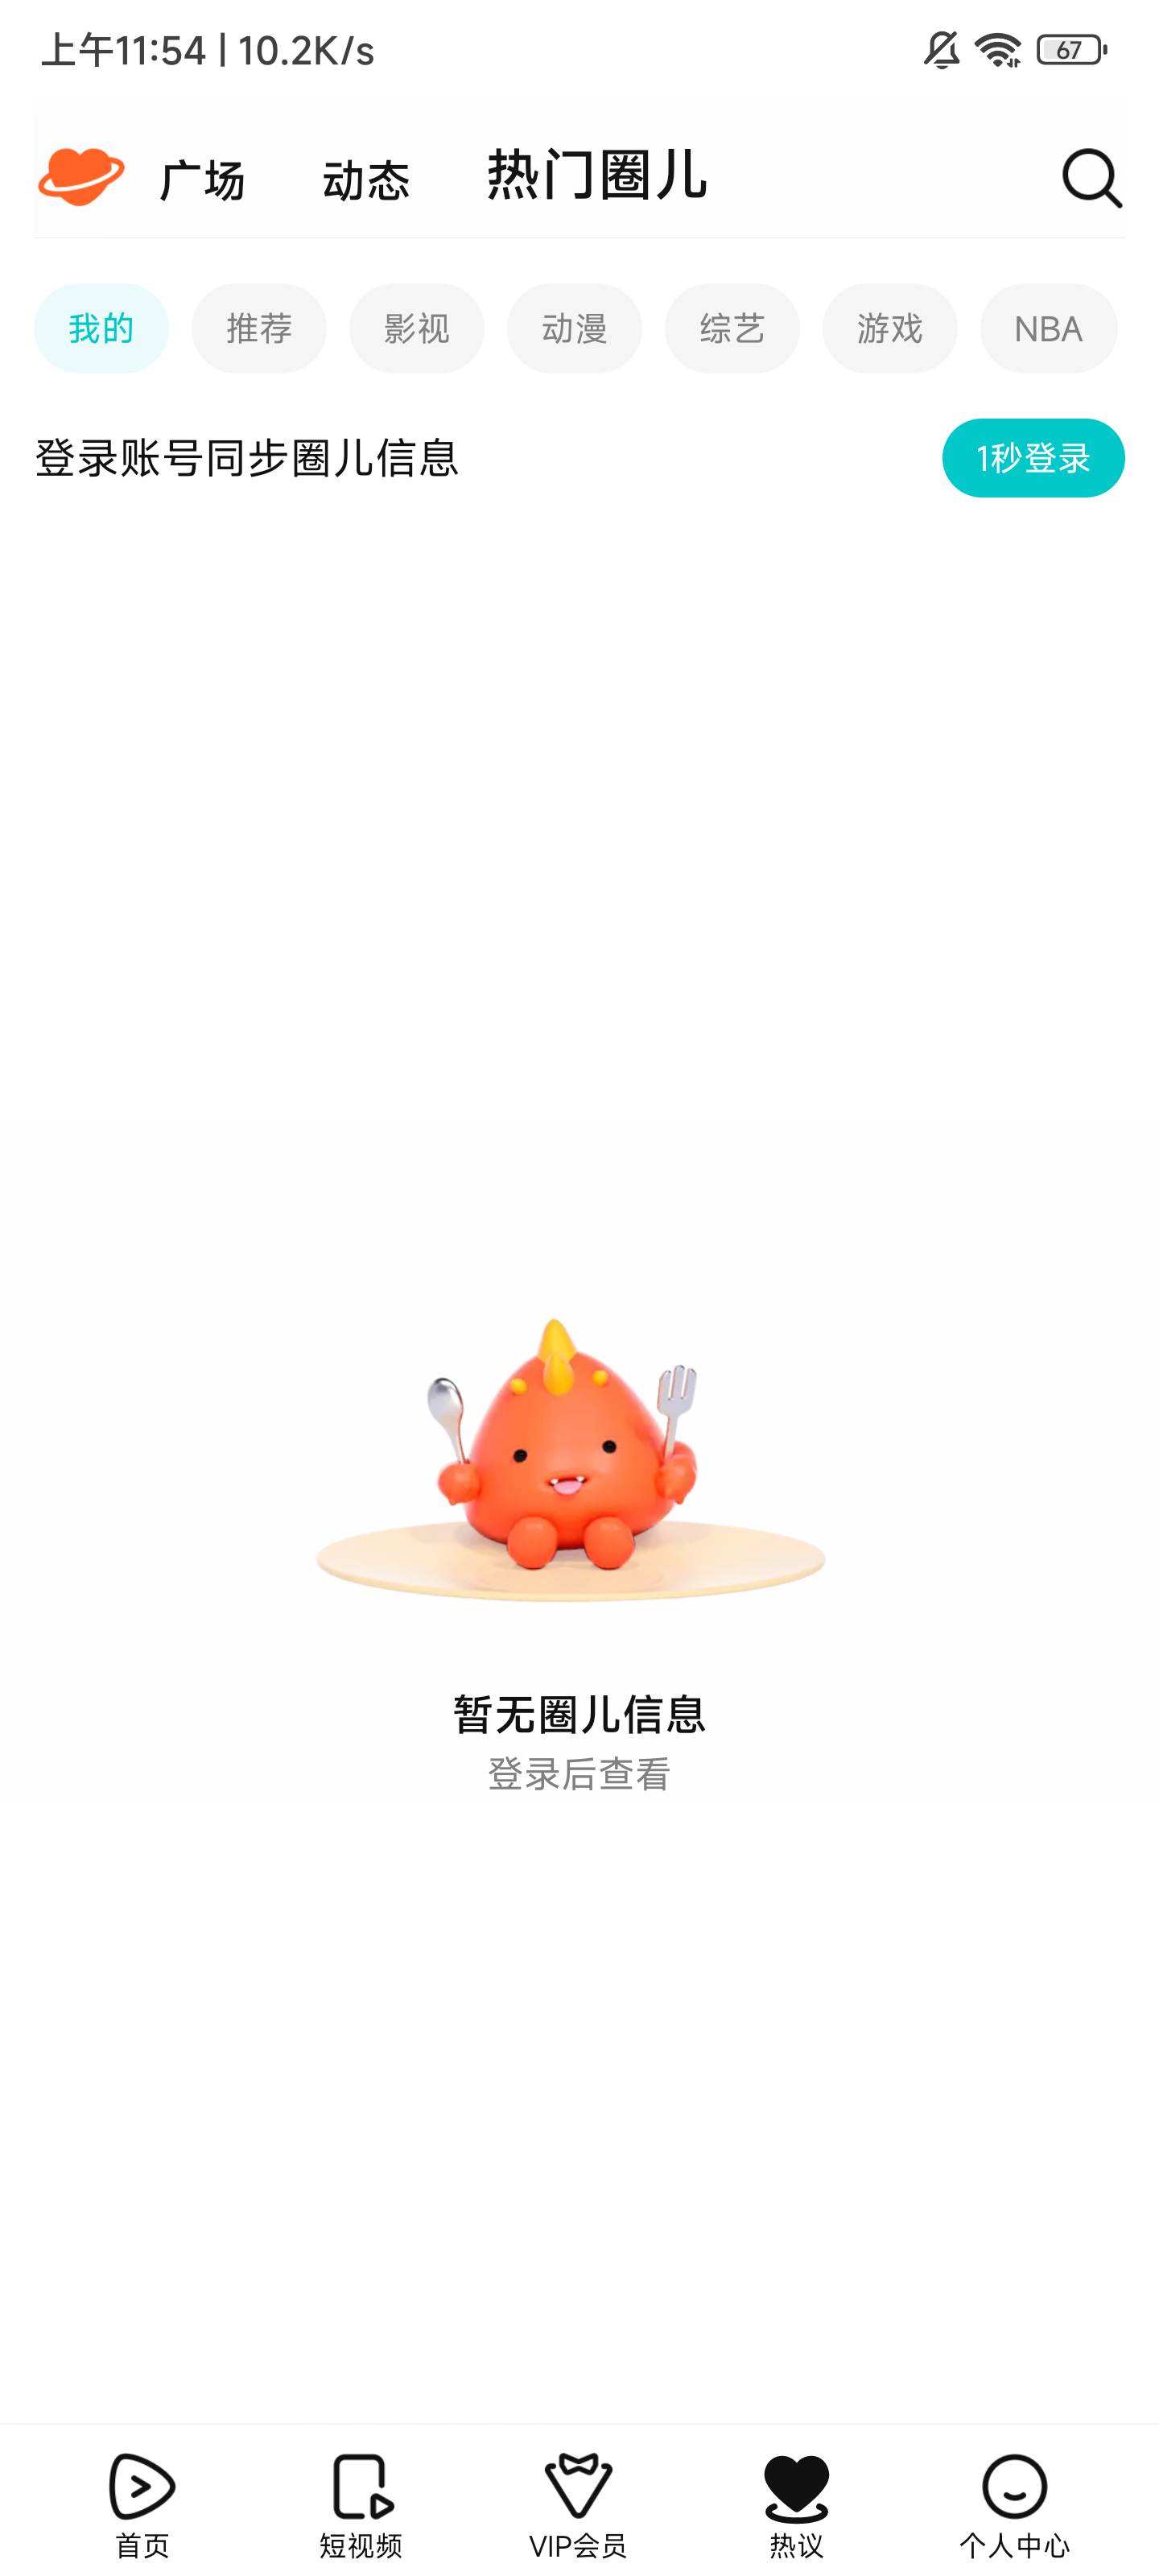 上午11:54 | 10.2K/s 67
广场 动态 热门圈儿
我的 推荐 影视 动漫 综艺 游戏 NBA
登录账号同步圈儿信息 1秒登录
暂无圈儿信息
登录后查看
首页 短视频 VIP会员 热议 个人中心